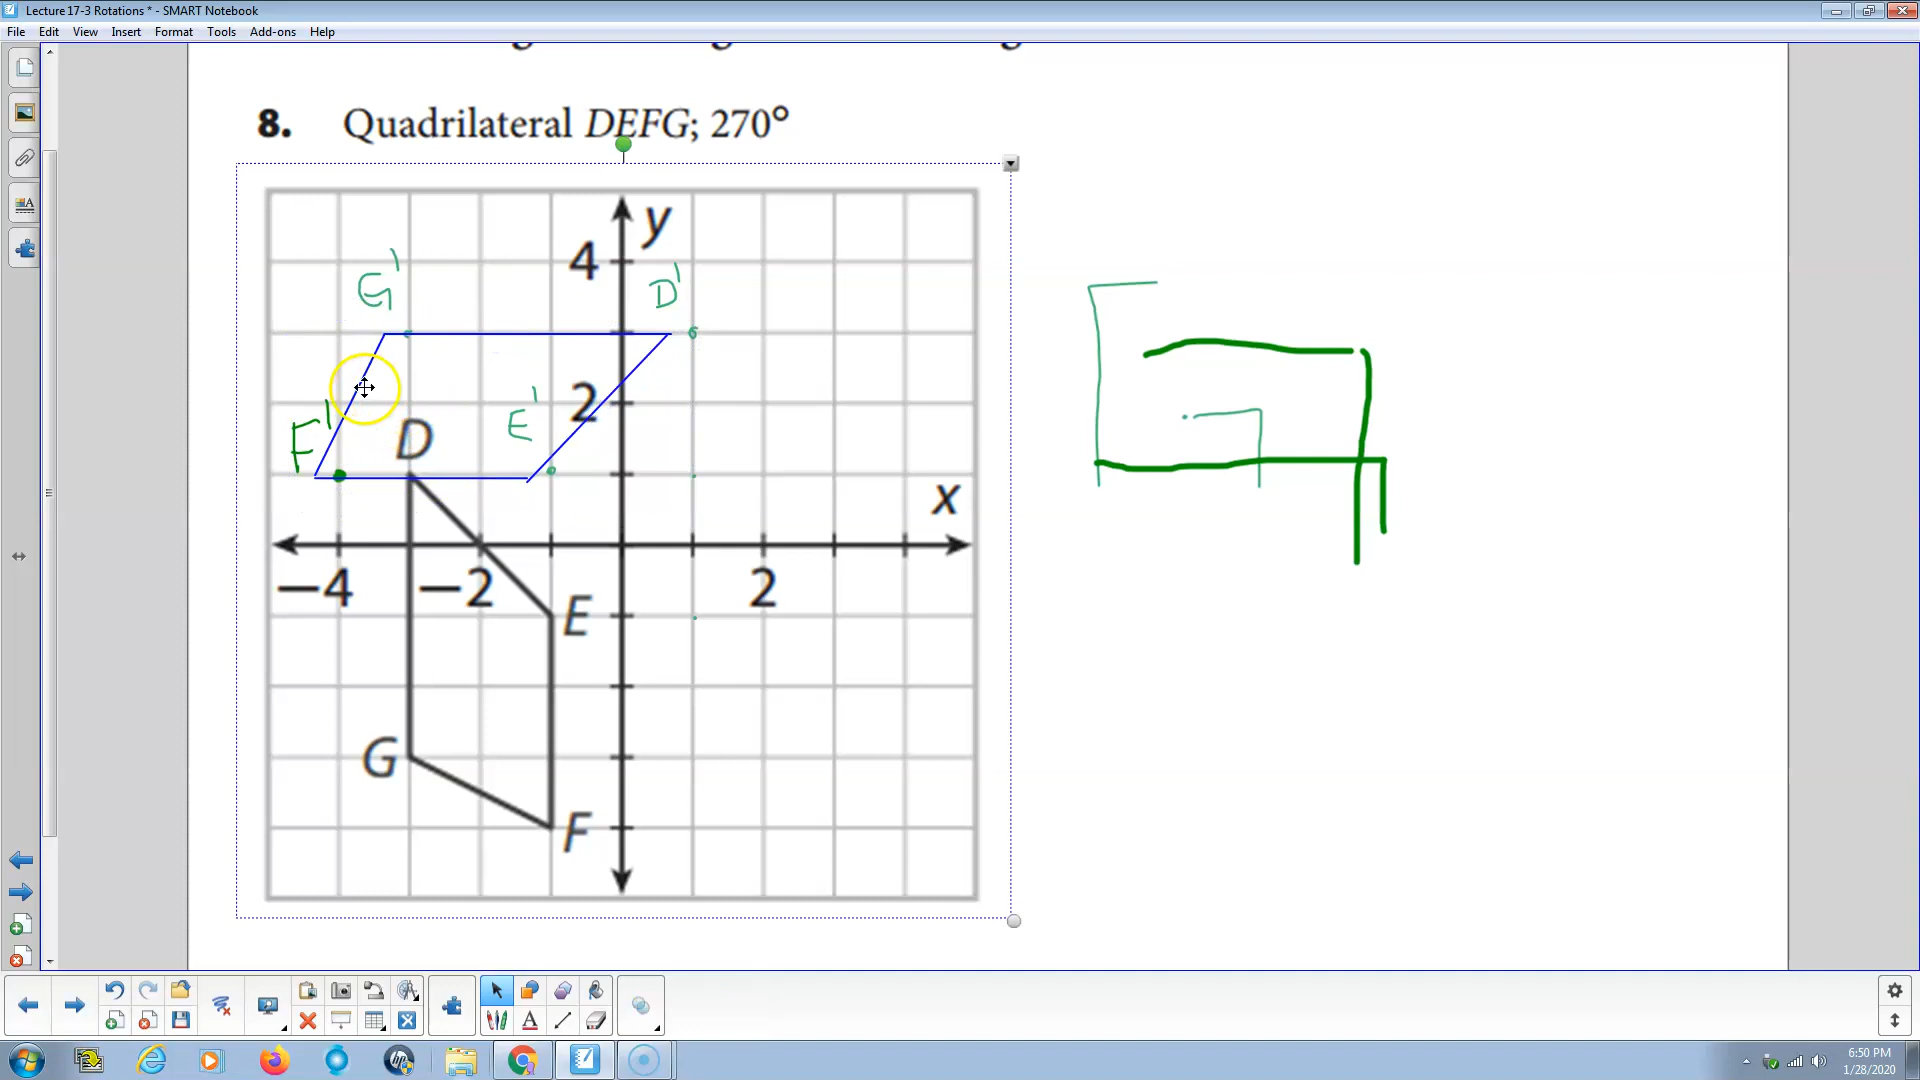 Lecture 17-3 Rotations * - SMART Notebook
File Edit View Insert Format Tools Add-ons Help
8. Quadrilateral DEFG; 270°
y
4
G' D'
2
E'
F' D
x
−4 −2 2
E
G
F
A
6:50 PM
1/28/2020